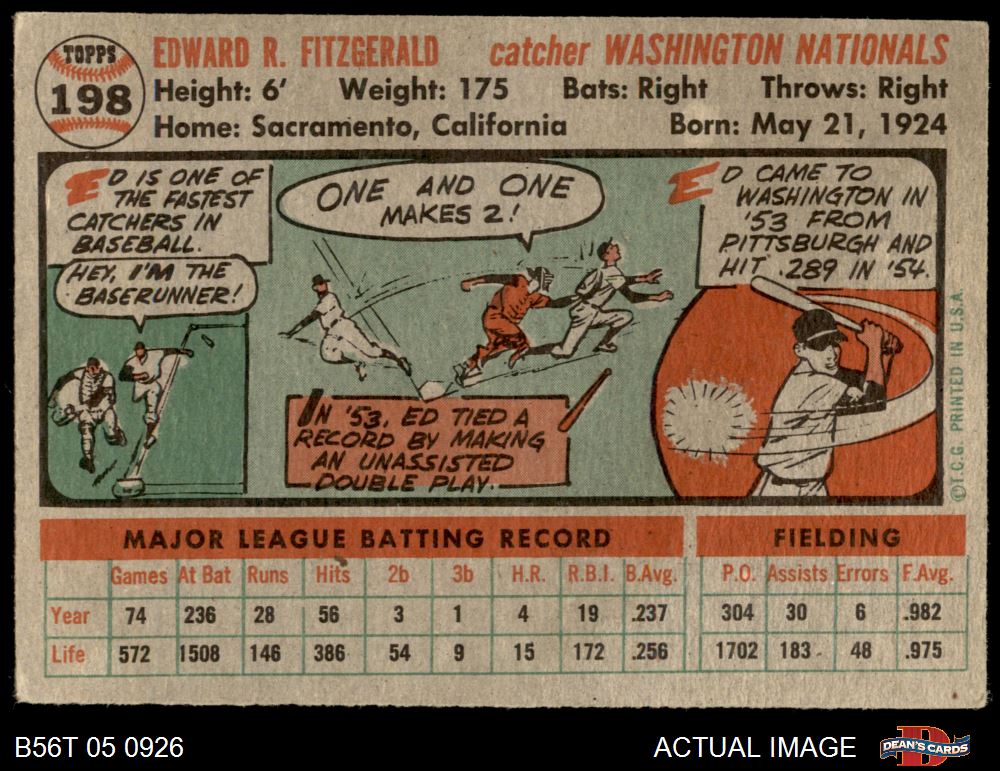 TOPPS
198
EDWARD R. FITZGERALD catcher WASHINGTON NATIONALS
Height: 6' Weight: 175 Bats: Right Throws: Right
Home: Sacramento, California Born: May 21, 1924
ED IS ONE OF
THE FASTEST
CATCHERS IN
BASEBALL.
HEY, I'M THE
BASERUNNER!
ONE AND ONE
MAKES 2!
IN '53, ED TIED A
RECORD BY MAKING
AN UNASSISTED
DOUBLE PLAY.
ED CAME TO
WASHINGTON IN
'53 FROM
PITTSBURGH AND
HIT .289 IN '54.
© T.C.G. PRINTED IN U.S.A.
MAJOR LEAGUE BATTING RECORD FIELDING
Games At Bat Runs Hits 2b 3b H.R. R.B.I. B.Avg. P.O. Assists Errors F.Avg.
Year 74 236 28 56 3 1 4 19 .237 304 30 6 .982
Life 572 1508 146 386 54 9 15 172 .256 1702 183 48 .975
B56T 05 0926 ACTUAL IMAGE
DEAN'S CARDS